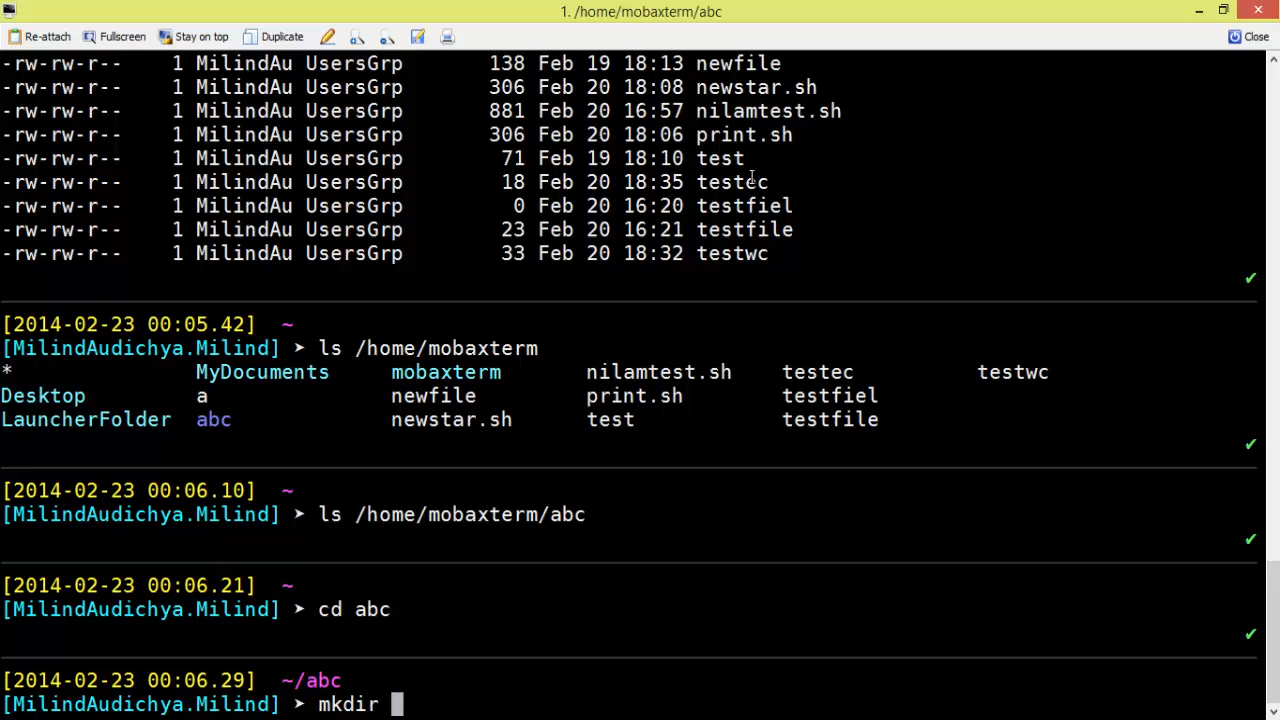 1. /home/mobaxterm/abc
Re-attach Fullscreen Stay on top Duplicate Close
-rw-rw-r-- 1 MilindAu UsersGrp 138 Feb 19 18:13 newfile
-rw-rw-r-- 1 MilindAu UsersGrp 306 Feb 20 18:08 newstar.sh
-rw-rw-r-- 1 MilindAu UsersGrp 881 Feb 20 16:57 nilamtest.sh
-rw-rw-r-- 1 MilindAu UsersGrp 306 Feb 20 18:06 print.sh
-rw-rw-r-- 1 MilindAu UsersGrp 71 Feb 19 18:10 test
-rw-rw-r-- 1 MilindAu UsersGrp 18 Feb 20 18:35 testec
-rw-rw-r-- 1 MilindAu UsersGrp 0 Feb 20 16:20 testfiel
-rw-rw-r-- 1 MilindAu UsersGrp 23 Feb 20 16:21 testfile
-rw-rw-r-- 1 MilindAu UsersGrp 33 Feb 20 18:32 testwc
✔
[2014-02-23 00:05.42] ~
[MilindAudichya.Milind] ➤ ls /home/mobaxterm
* MyDocuments mobaxterm nilamtest.sh testec testwc
Desktop a newfile print.sh testfiel
LauncherFolder abc newstar.sh test testfile
✔
[2014-02-23 00:06.10] ~
[MilindAudichya.Milind] ➤ ls /home/mobaxterm/abc
✔
[2014-02-23 00:06.21] ~
[MilindAudichya.Milind] ➤ cd abc
✔
[2014-02-23 00:06.29] ~/abc
[MilindAudichya.Milind] ➤ mkdir